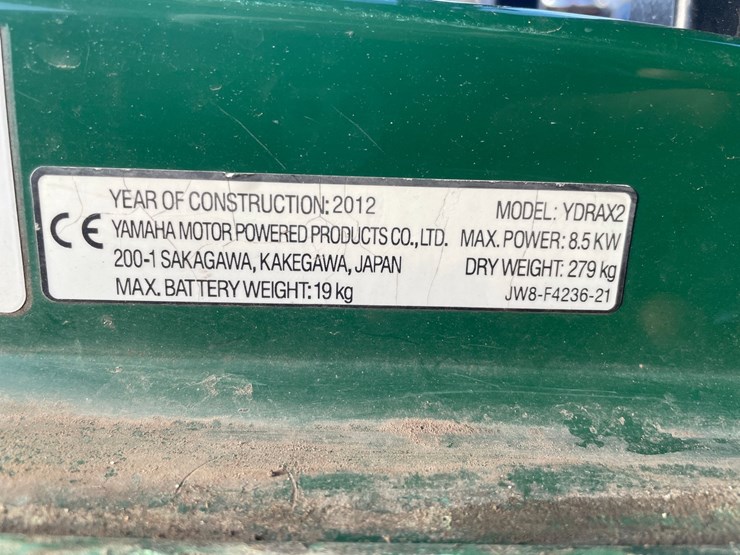 YEAR OF CONSTRUCTION: 2012
MODEL: YDRAX2
CE YAMAHA MOTOR POWERED PRODUCTS CO., LTD.
MAX. POWER: 8.5 KW
200-1 SAKAGAWA, KAKEGAWA, JAPAN
DRY WEIGHT: 279 kg
MAX. BATTERY WEIGHT: 19 kg
JW8-F4236-21